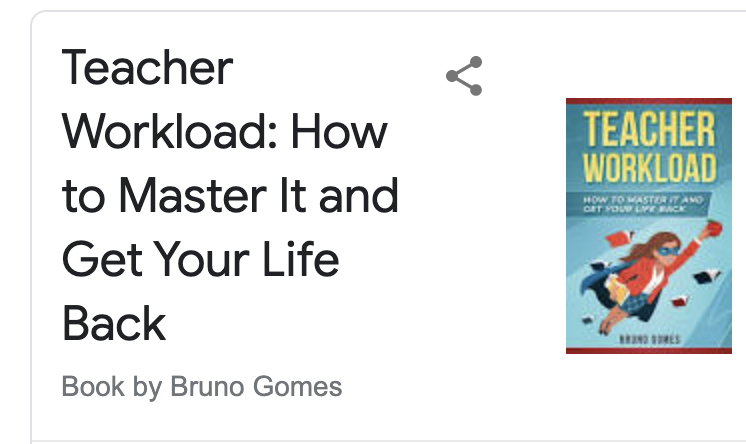 Teacher
Workload: How
to Master It and
Get Your Life
Back
Book by Bruno Gomes
TEACHER
WORKLOAD
HOW TO MASTER IT AND
GET YOUR LIFE BACK
BRUNO GOMES